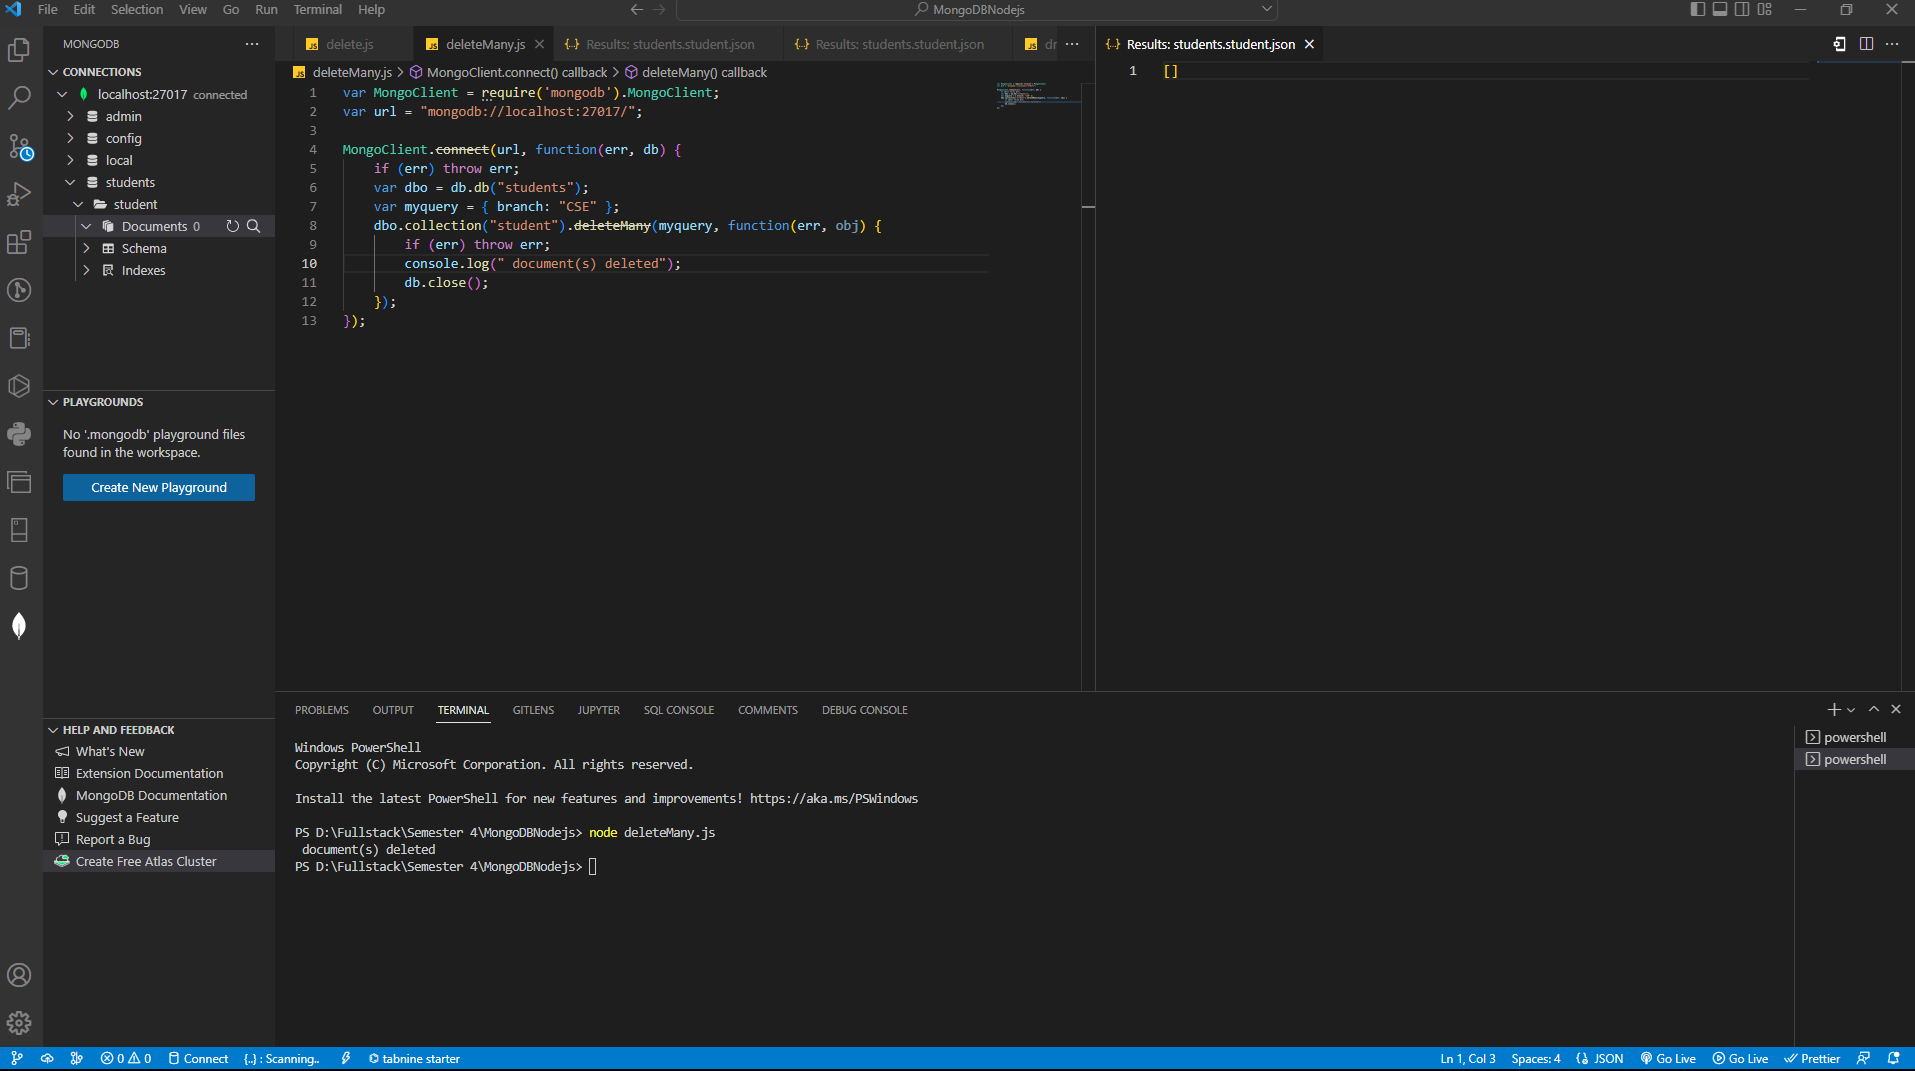 File Edit Selection View Go Run Terminal Help
MongoDBNodejs
MONGODB
CONNECTIONS
localhost:27017 connected
admin
config
local
students
student
Documents 0
Schema
Indexes
PLAYGROUNDS
No '.mongodb' playground files
found in the workspace.
Create New Playground
HELP AND FEEDBACK
What's New
Extension Documentation
MongoDB Documentation
Suggest a Feature
Report a Bug
Create Free Atlas Cluster
delete.js deleteMany.js Results: students.student.json Results: students.student.json dr
deleteMany.js > MongoClient.connect() callback > deleteMany() callback
1 var MongoClient = require('mongodb').MongoClient;
2 var url = "mongodb://localhost:27017/";
3
4 MongoClient.connect(url, function(err, db) {
5 if (err) throw err;
6 var dbo = db.db("students");
7 var myquery = { branch: "CSE" };
8 dbo.collection("student").deleteMany(myquery, function(err, obj) {
9 if (err) throw err;
10 console.log(" document(s) deleted");
11 db.close();
12 });
13 });
Results: students.student.json
1 []
PROBLEMS OUTPUT TERMINAL GITLENS JUPYTER SQL CONSOLE COMMENTS DEBUG CONSOLE
Windows PowerShell
Copyright (C) Microsoft Corporation. All rights reserved.
Install the latest PowerShell for new features and improvements! https://aka.ms/PSWindows
PS D:\Fullstack\Semester 4\MongoDBNodejs> node deleteMany.js
document(s) deleted
PS D:\Fullstack\Semester 4\MongoDBNodejs>
powershell
powershell
0 0 Connect {..} : Scanning.. tabnine starter
Ln 1, Col 3 Spaces: 4 JSON Go Live Go Live Prettier